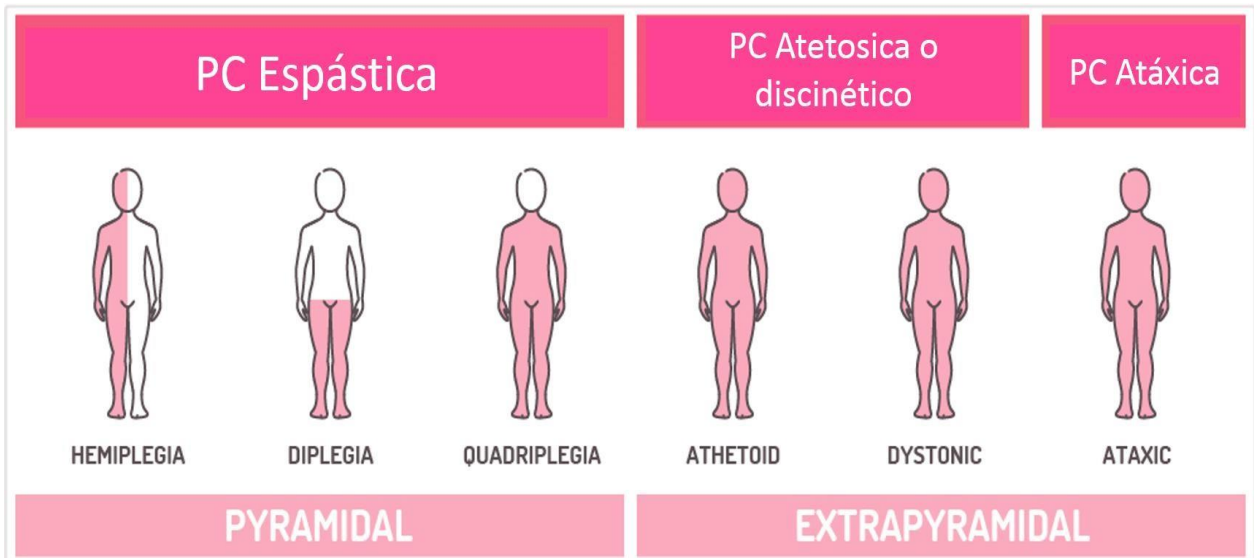 PC Espástica
PC Atetosica o
discinético
PC Atáxica
HEMIPLEGIA
DIPLEGIA
QUADRIPLEGIA
ATHETOID
DYSTONIC
ATAXIC
PYRAMIDAL
EXTRAPYRAMIDAL